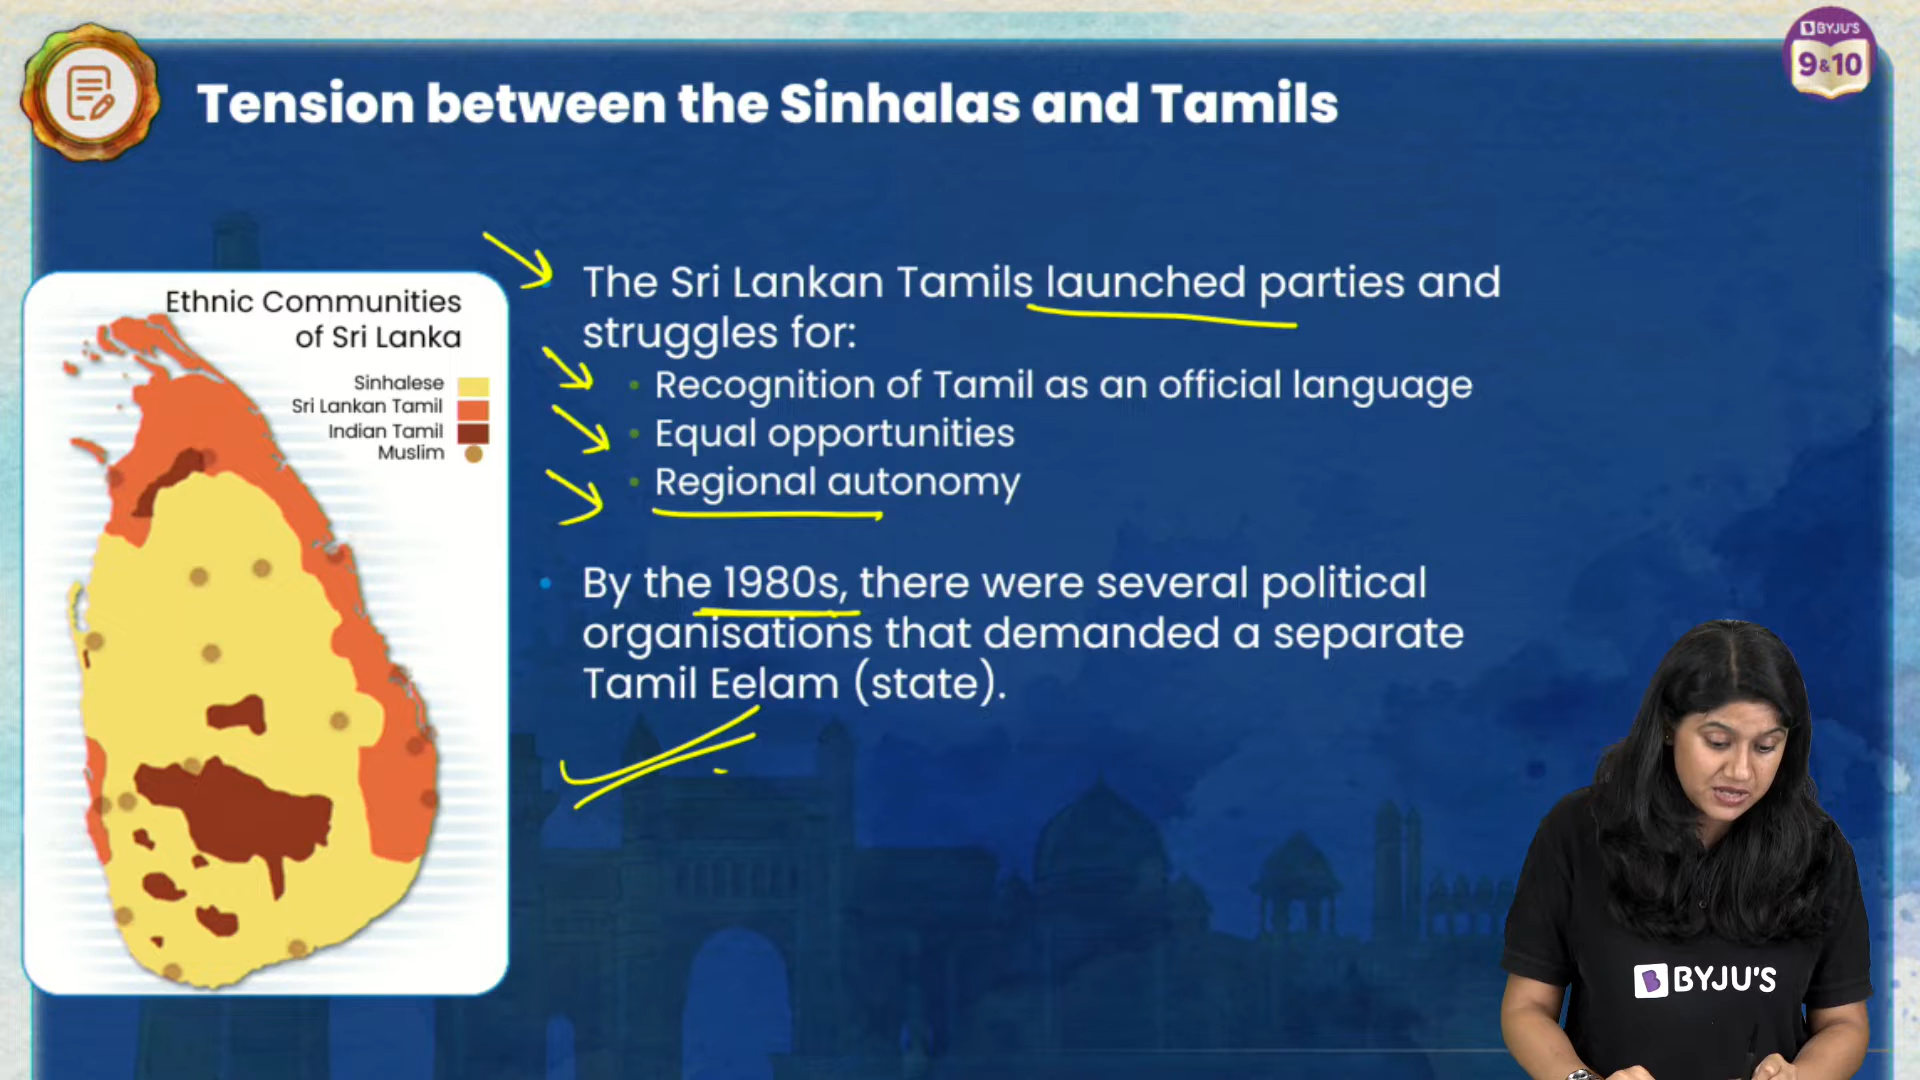 BYJU'S
9&10
Tension between the Sinhalas and Tamils
Ethnic Communities
of Sri Lanka
Sinhalese
Sri Lankan Tamil
Indian Tamil
Muslim
The Sri Lankan Tamils launched parties and
struggles for:
• Recognition of Tamil as an official language
• Equal opportunities
• Regional autonomy
• By the 1980s, there were several political
organisations that demanded a separate
Tamil Eelam (state).
BYJU'S